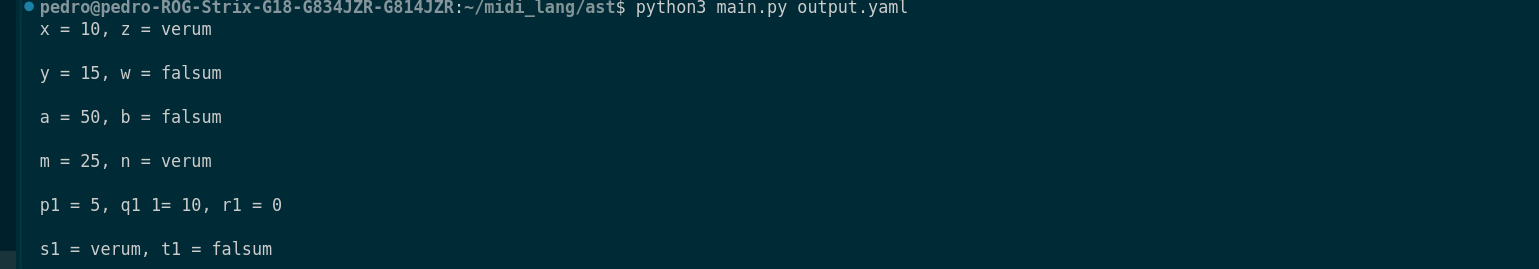 pedro@pedro-ROG-Strix-G18-G834JZR-G814JZR:~/midi_lang/ast$ python3 main.py output.yaml
x = 10, z = verum
y = 15, w = falsum
a = 50, b = falsum
m = 25, n = verum
p1 = 5, q1 1= 10, r1 = 0
s1 = verum, t1 = falsum